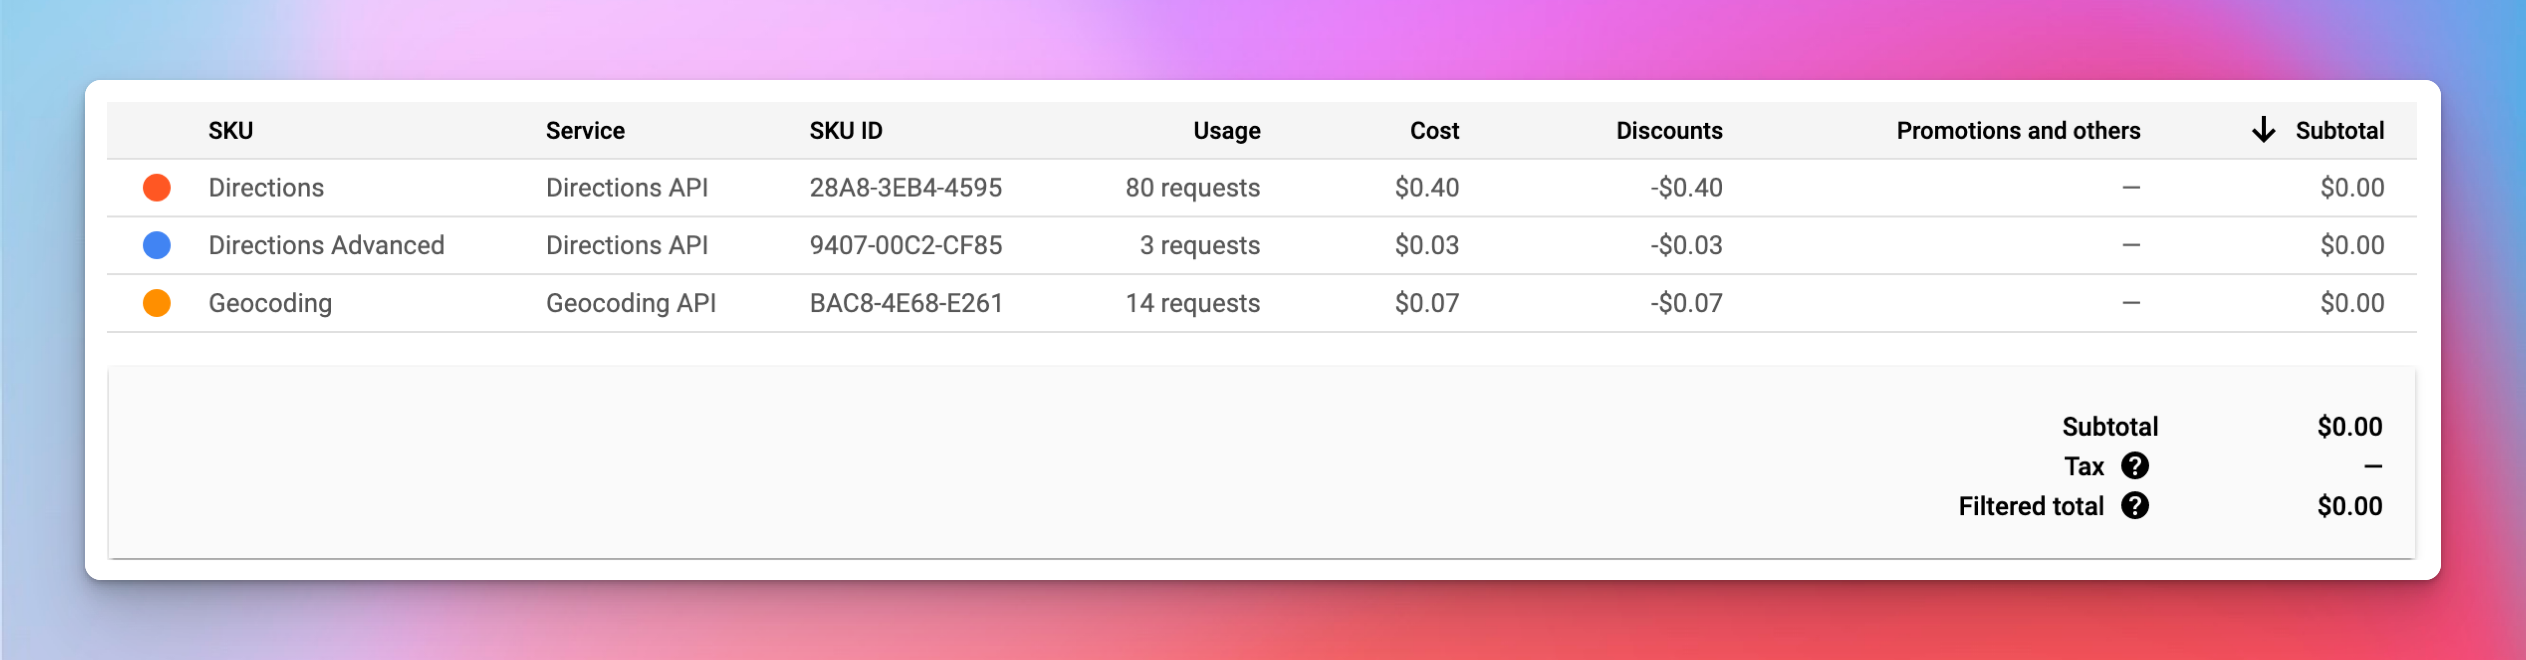 SKU Service SKU ID Usage Cost Discounts Promotions and others ↓ Subtotal
Directions Directions API 28A8-3EB4-4595 80 requests $0.40 -$0.40 — $0.00
Directions Advanced Directions API 9407-00C2-CF85 3 requests $0.03 -$0.03 — $0.00
Geocoding Geocoding API BAC8-4E68-E261 14 requests $0.07 -$0.07 — $0.00
Subtotal $0.00
Tax ? —
Filtered total ? $0.00